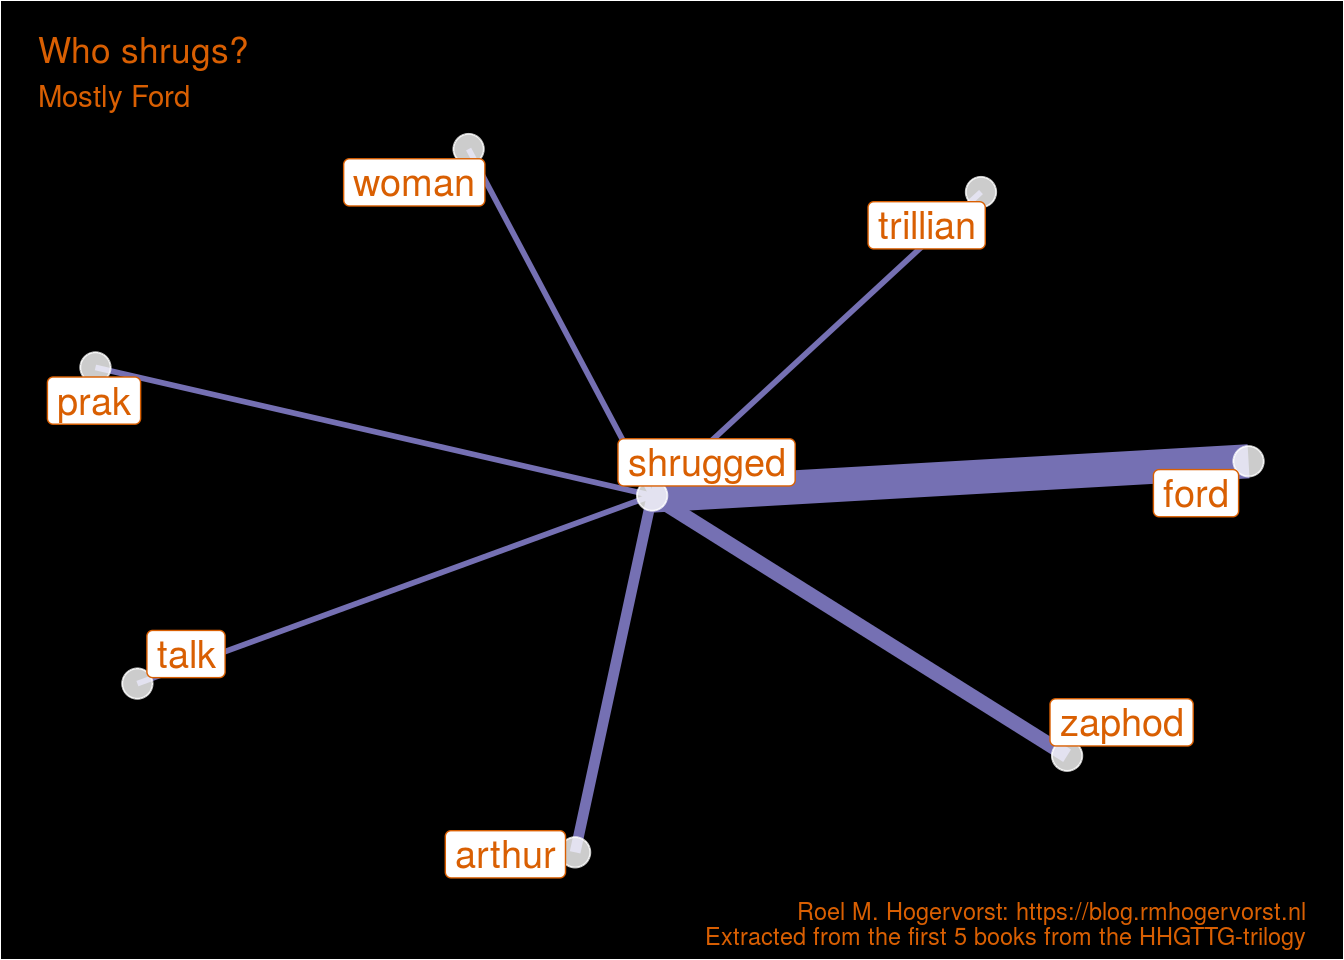 Who shrugs?
Mostly Ford
woman
trillian
prak
shrugged
ford
talk
zaphod
arthur
Roel M. Hogervorst: https://blog.rmhogervorst.nl
Extracted from the first 5 books from the HHGTTG-trilogy